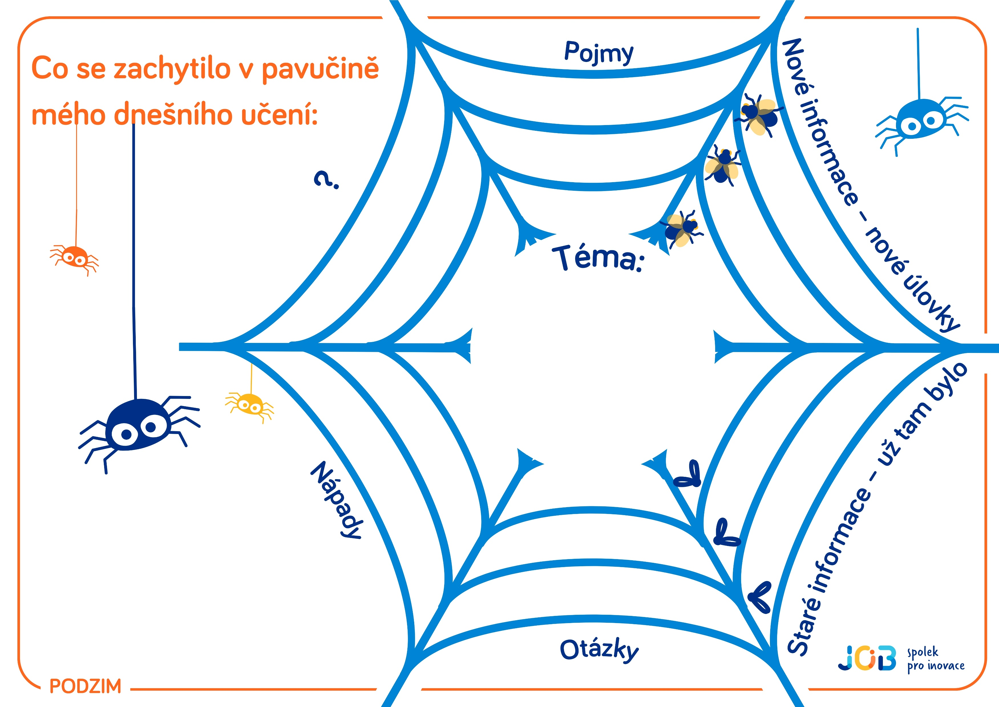 Co se zachytilo v pavučině
mého dnešního učení:
Pojmy
Nové informace – nové úlovky
?
Téma:
Staré informace – už tam bylo
Nápady
Otázky
JOB spolek
pro inovace
PODZIM